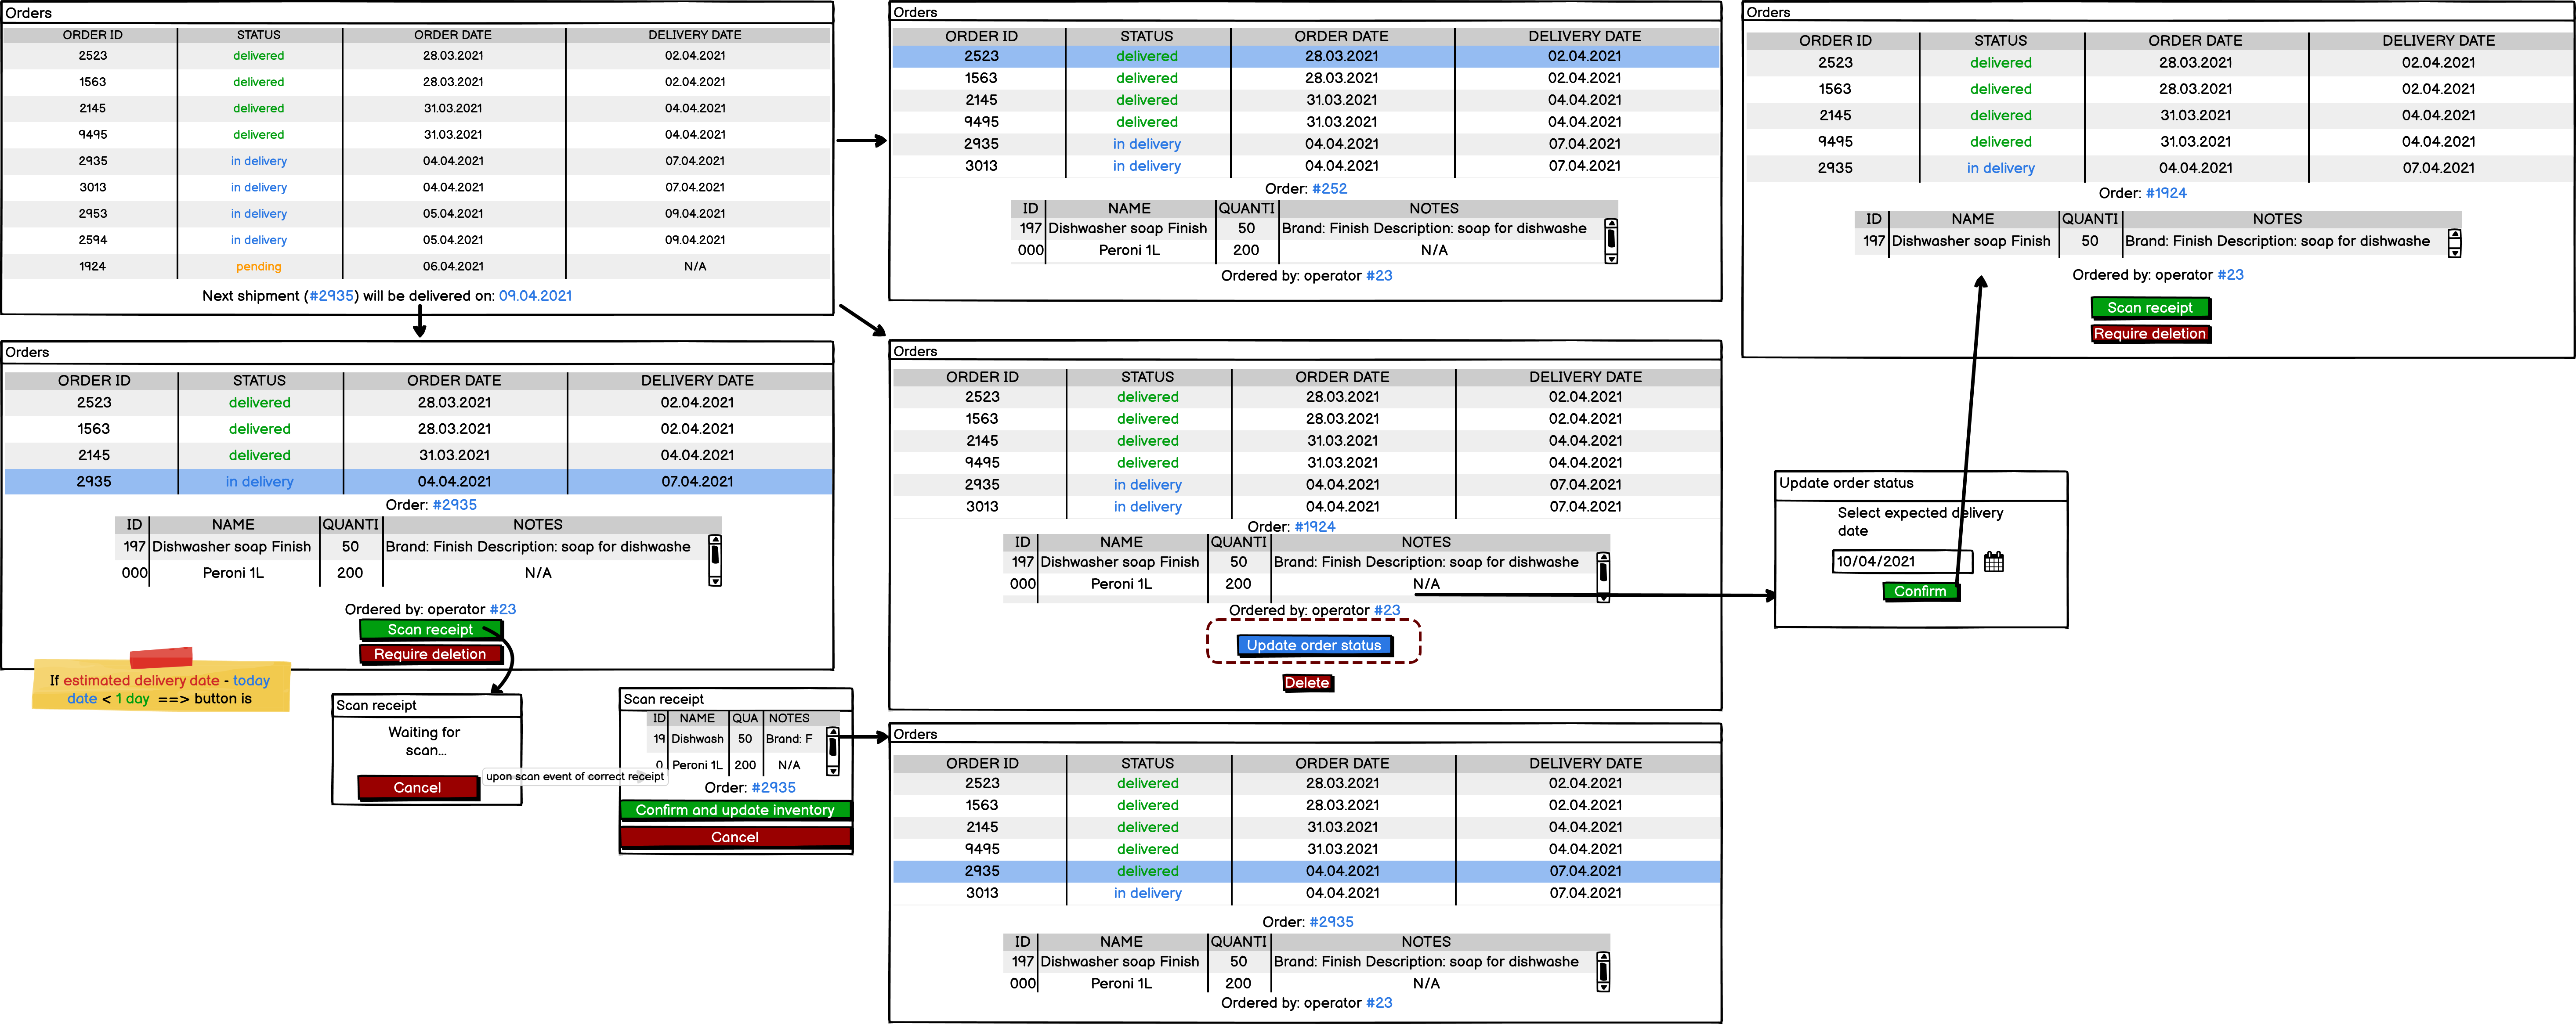 Orders
ORDER ID STATUS ORDER DATE DELIVERY DATE
2523 delivered 28.03.2021 02.04.2021
1563 delivered 28.03.2021 02.04.2021
2145 delivered 31.03.2021 04.04.2021
9495 delivered 31.03.2021 04.04.2021
2935 in delivery 04.04.2021 07.04.2021
3013 in delivery 04.04.2021 07.04.2021
2953 in delivery 05.04.2021 09.04.2021
2594 in delivery 05.04.2021 09.04.2021
1924 pending 06.04.2021 N/A
Next shipment (#2935) will be delivered on: 09.04.2021
Orders
ORDER ID STATUS ORDER DATE DELIVERY DATE
2523 delivered 28.03.2021 02.04.2021
1563 delivered 28.03.2021 02.04.2021
2145 delivered 31.03.2021 04.04.2021
9495 delivered 31.03.2021 04.04.2021
2935 in delivery 04.04.2021 07.04.2021
3013 in delivery 04.04.2021 07.04.2021
Order: #252
ID NAME QUANTI NOTES
197 Dishwasher soap Finish 50 Brand: Finish Description: soap for dishwashe
000 Peroni 1L 200 N/A
Ordered by: operator #23
Orders
ORDER ID STATUS ORDER DATE DELIVERY DATE
2523 delivered 28.03.2021 02.04.2021
1563 delivered 28.03.2021 02.04.2021
2145 delivered 31.03.2021 04.04.2021
9495 delivered 31.03.2021 04.04.2021
2935 in delivery 04.04.2021 07.04.2021
Order: #1924
ID NAME QUANTI NOTES
197 Dishwasher soap Finish 50 Brand: Finish Description: soap for dishwashe
Ordered by: operator #23
Scan receipt
Require deletion
Orders
ORDER ID STATUS ORDER DATE DELIVERY DATE
2523 delivered 28.03.2021 02.04.2021
1563 delivered 28.03.2021 02.04.2021
2145 delivered 31.03.2021 04.04.2021
2935 in delivery 04.04.2021 07.04.2021
Order: #2935
ID NAME QUANTI NOTES
197 Dishwasher soap Finish 50 Brand: Finish Description: soap for dishwashe
000 Peroni 1L 200 N/A
Ordered by: operator #23
Scan receipt
Require deletion
If estimated delivery date - today
date < 1 day ==> button is
Scan receipt
Waiting for
scan...
Cancel
upon scan event of correct receipt
Scan receipt
ID NAME QUA NOTES
19 Dishwash 50 Brand: F
0 Peroni 1L 200 N/A
Order: #2935
Confirm and update inventory
Cancel
Orders
ORDER ID STATUS ORDER DATE DELIVERY DATE
2523 delivered 28.03.2021 02.04.2021
1563 delivered 28.03.2021 02.04.2021
2145 delivered 31.03.2021 04.04.2021
9495 delivered 31.03.2021 04.04.2021
2935 in delivery 04.04.2021 07.04.2021
3013 in delivery 04.04.2021 07.04.2021
Order: #1924
ID NAME QUANTI NOTES
197 Dishwasher soap Finish 50 Brand: Finish Description: soap for dishwashe
000 Peroni 1L 200 N/A
Ordered by: operator #23
Update order status
Delete
Update order status
Select expected delivery
date
10/04/2021
Confirm
Orders
ORDER ID STATUS ORDER DATE DELIVERY DATE
2523 delivered 28.03.2021 02.04.2021
1563 delivered 28.03.2021 02.04.2021
2145 delivered 31.03.2021 04.04.2021
9495 delivered 31.03.2021 04.04.2021
2935 delivered 04.04.2021 07.04.2021
3013 in delivery 04.04.2021 07.04.2021
Order: #2935
ID NAME QUANTI NOTES
197 Dishwasher soap Finish 50 Brand: Finish Description: soap for dishwashe
000 Peroni 1L 200 N/A
Ordered by: operator #23